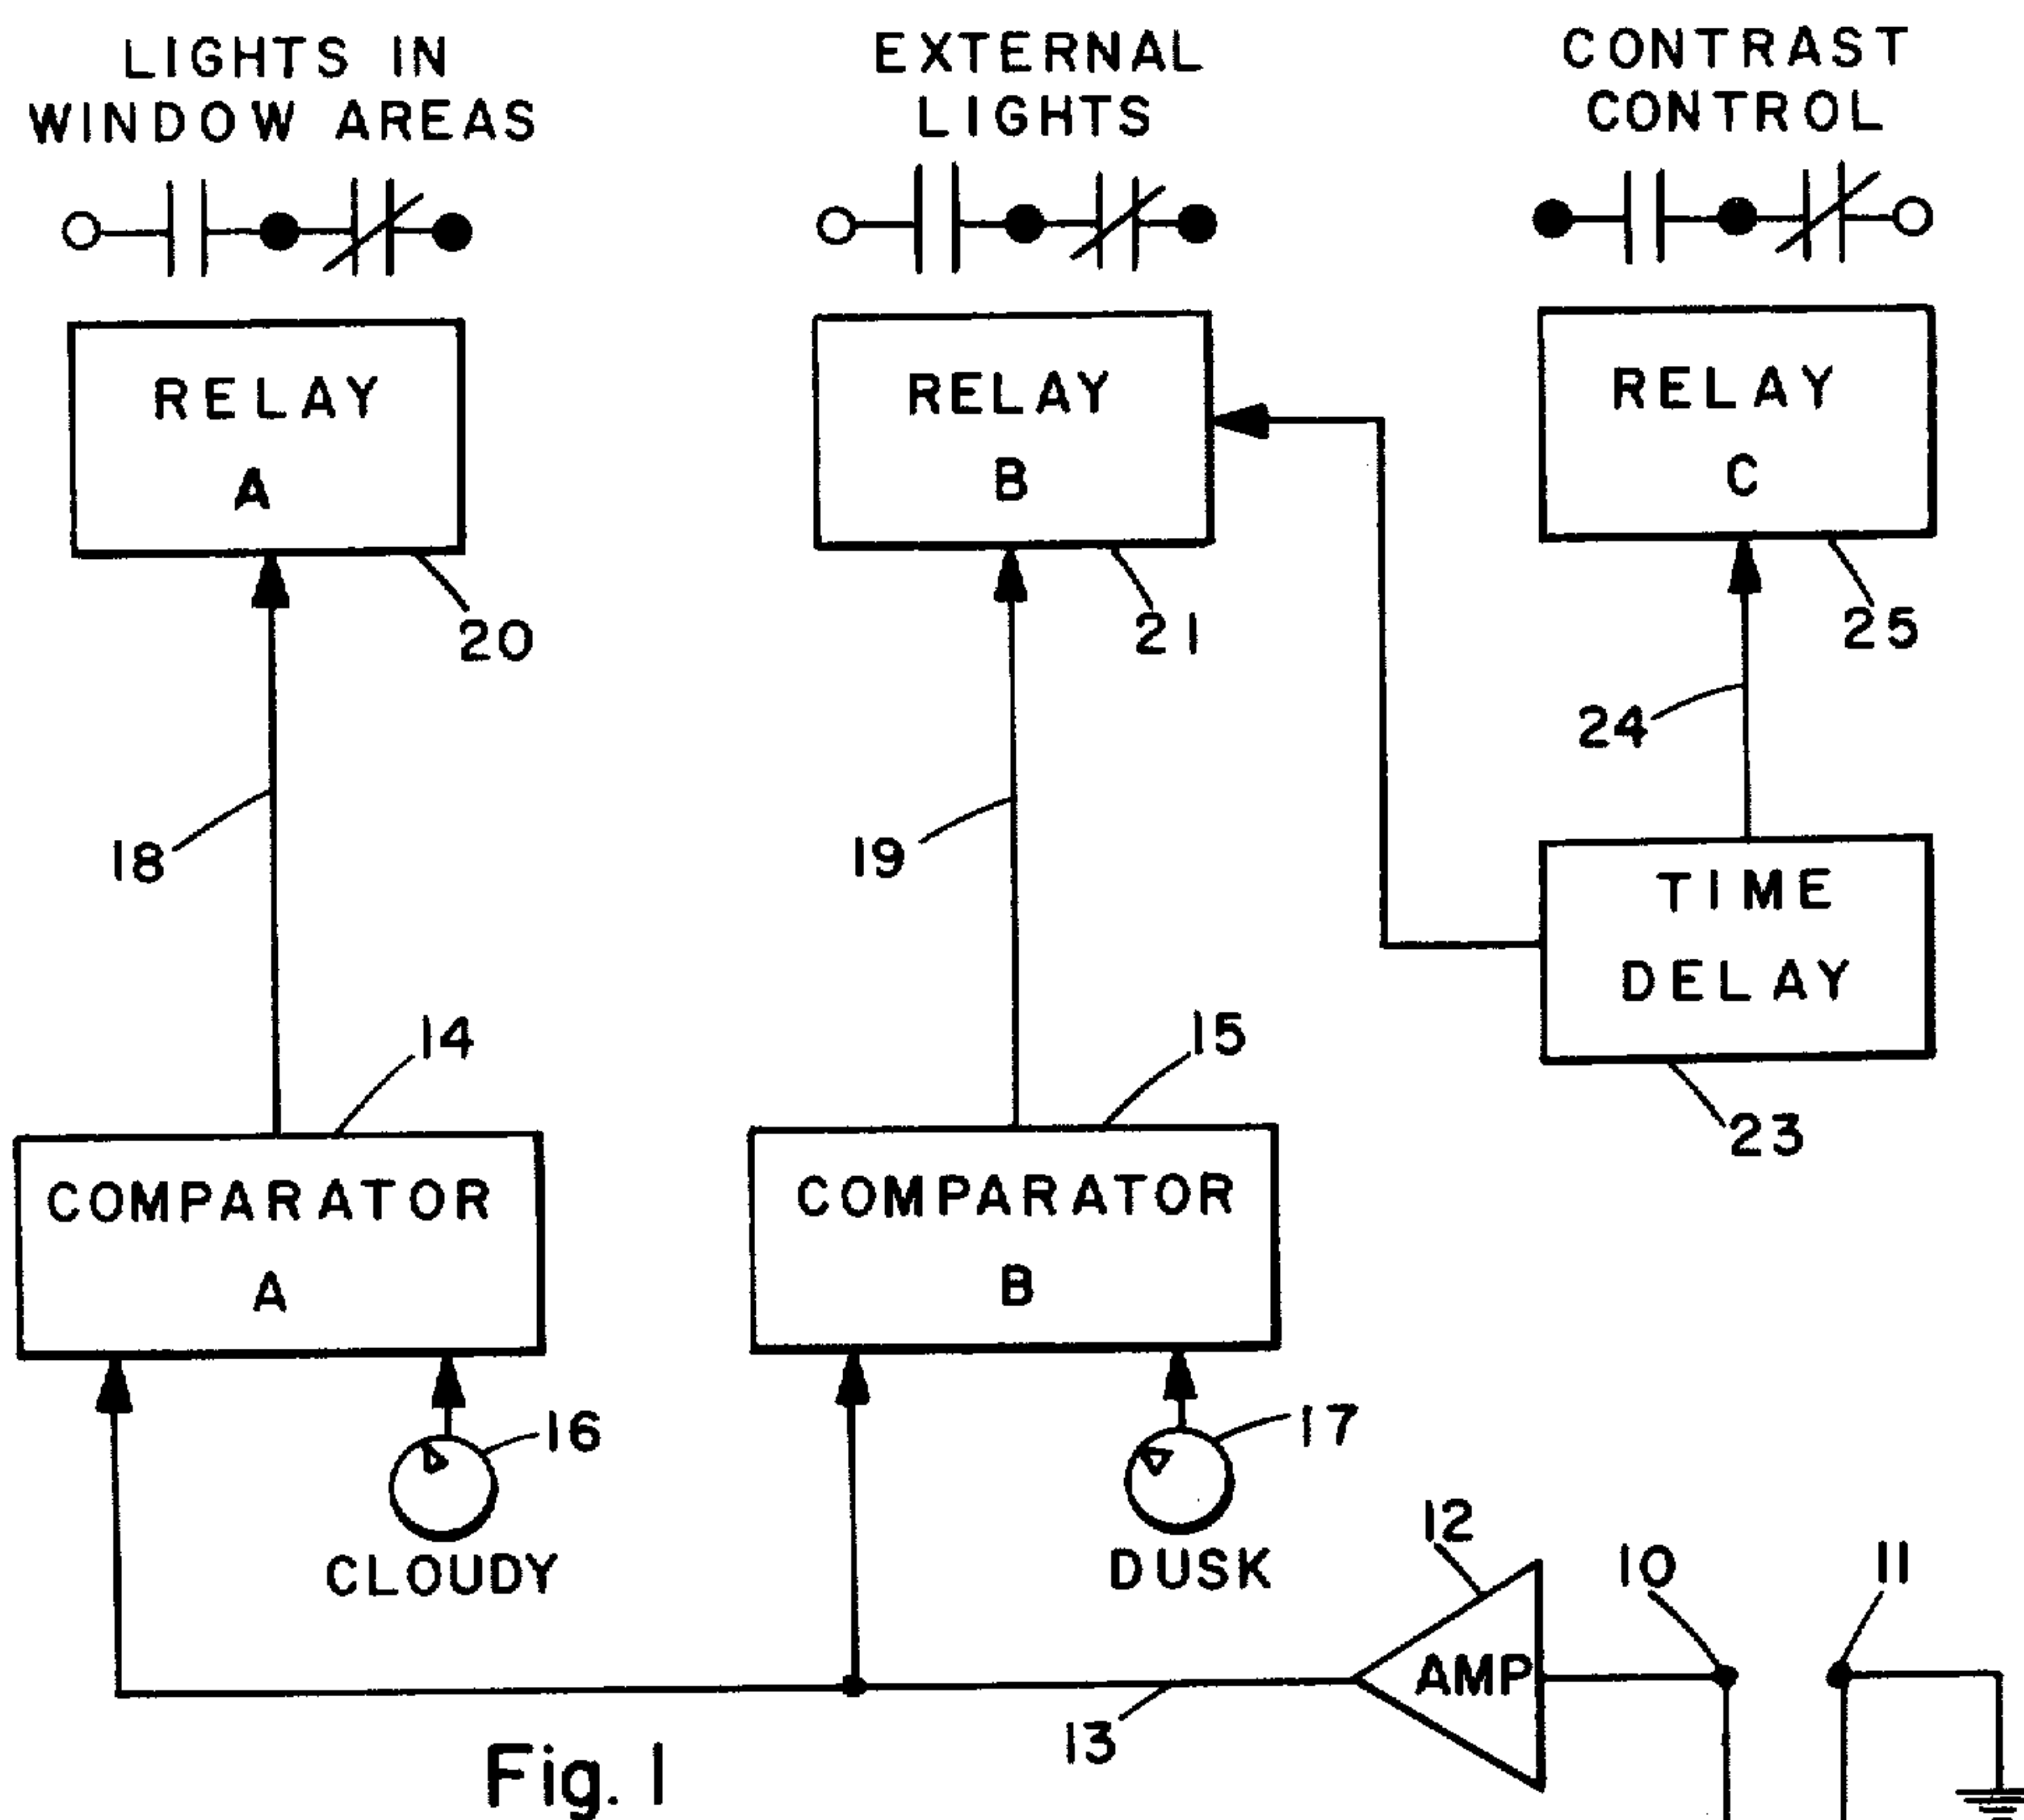 LIGHTS IN
WINDOW AREAS
EXTERNAL
LIGHTS
CONTRAST
CONTROL
RELAY
A
RELAY
B
RELAY
C
20
21
25
24
18
19
TIME
DELAY
14
15
23
COMPARATOR
A
COMPARATOR
B
16
17
CLOUDY
DUSK
12
10
11
AMP
13
Fig. 1